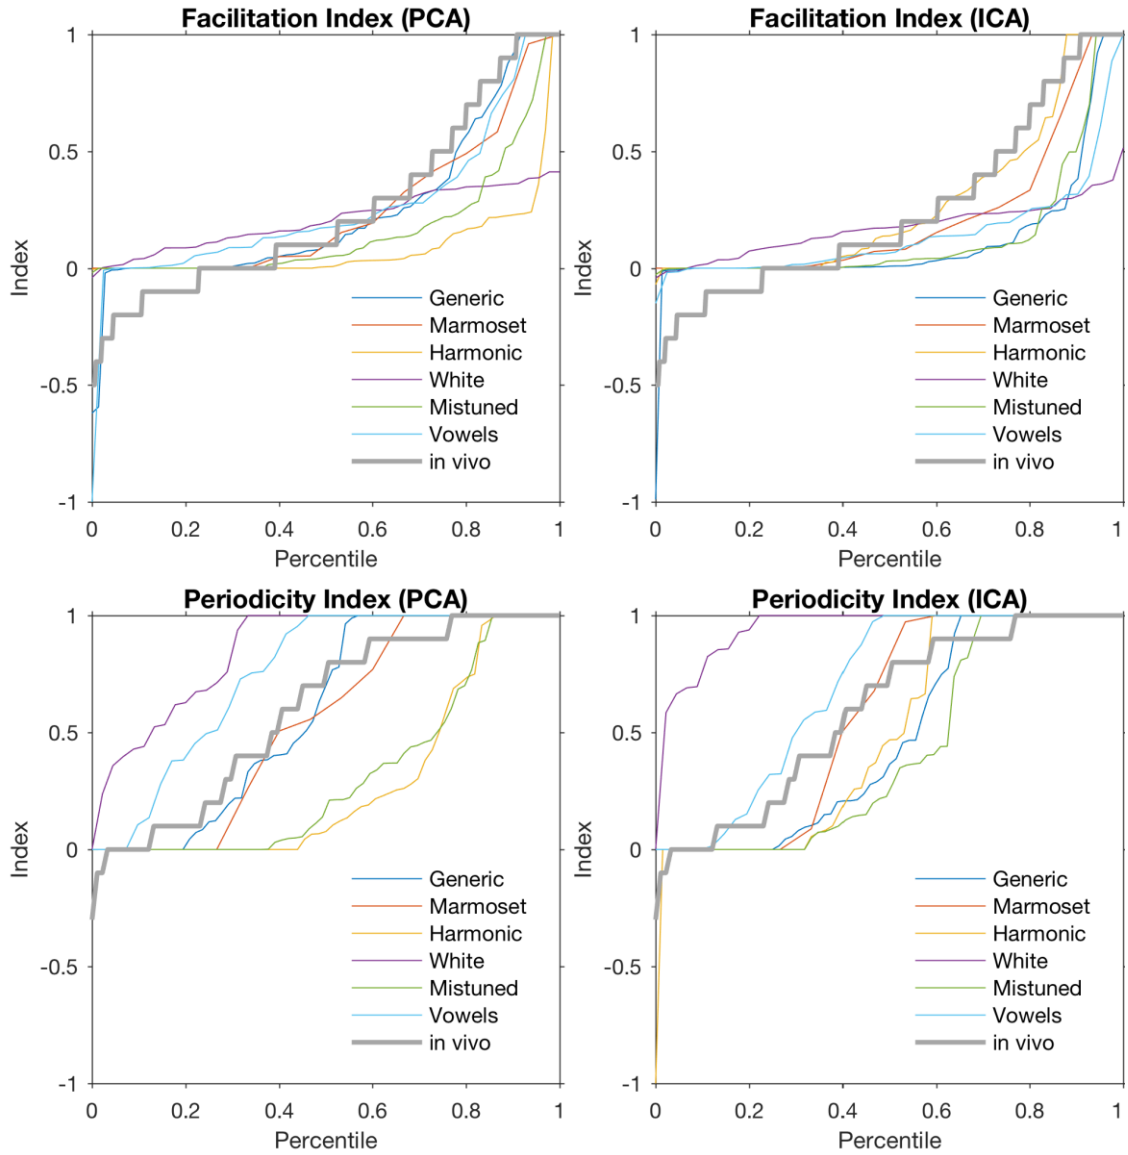 Facilitation Index (PCA)
1
0.5
0
-0.5
-1
Index
Generic
Marmoset
Harmonic
White
Mistuned
Vowels
in vivo
0 0.2 0.4 0.6 0.8 1
Percentile
Facilitation Index (ICA)
1
0.5
0
-0.5
-1
Index
Generic
Marmoset
Harmonic
White
Mistuned
Vowels
in vivo
0 0.2 0.4 0.6 0.8 1
Percentile
Periodicity Index (PCA)
1
0.5
0
-0.5
-1
Index
Generic
Marmoset
Harmonic
White
Mistuned
Vowels
in vivo
0 0.2 0.4 0.6 0.8 1
Percentile
Periodicity Index (ICA)
1
0.5
0
-0.5
-1
Index
Generic
Marmoset
Harmonic
White
Mistuned
Vowels
in vivo
0 0.2 0.4 0.6 0.8 1
Percentile